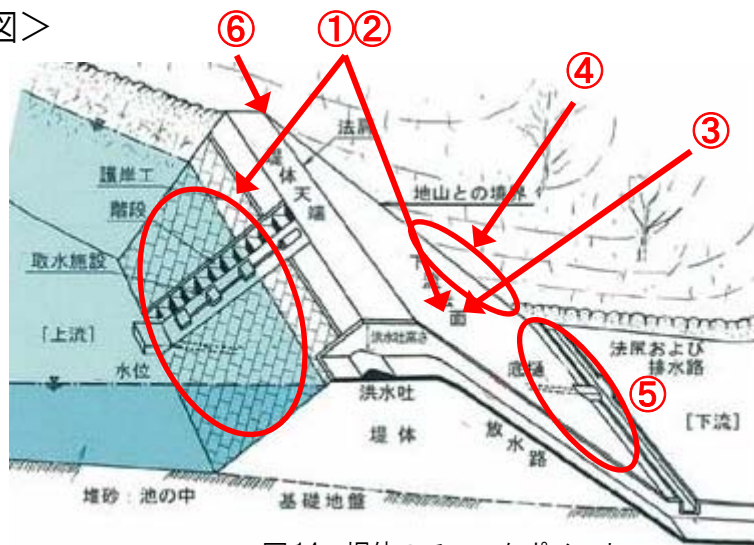 図＞
⑥
①②
④
③
法肩
護岸工
堤体天端
階段
地山との境界
取水施設
[上流]
水位
洪水吐高さ
底樋
法尻および
排水路
⑤
[下流]
洪水吐
堤体
放水路
堆砂：池の中
基礎地盤